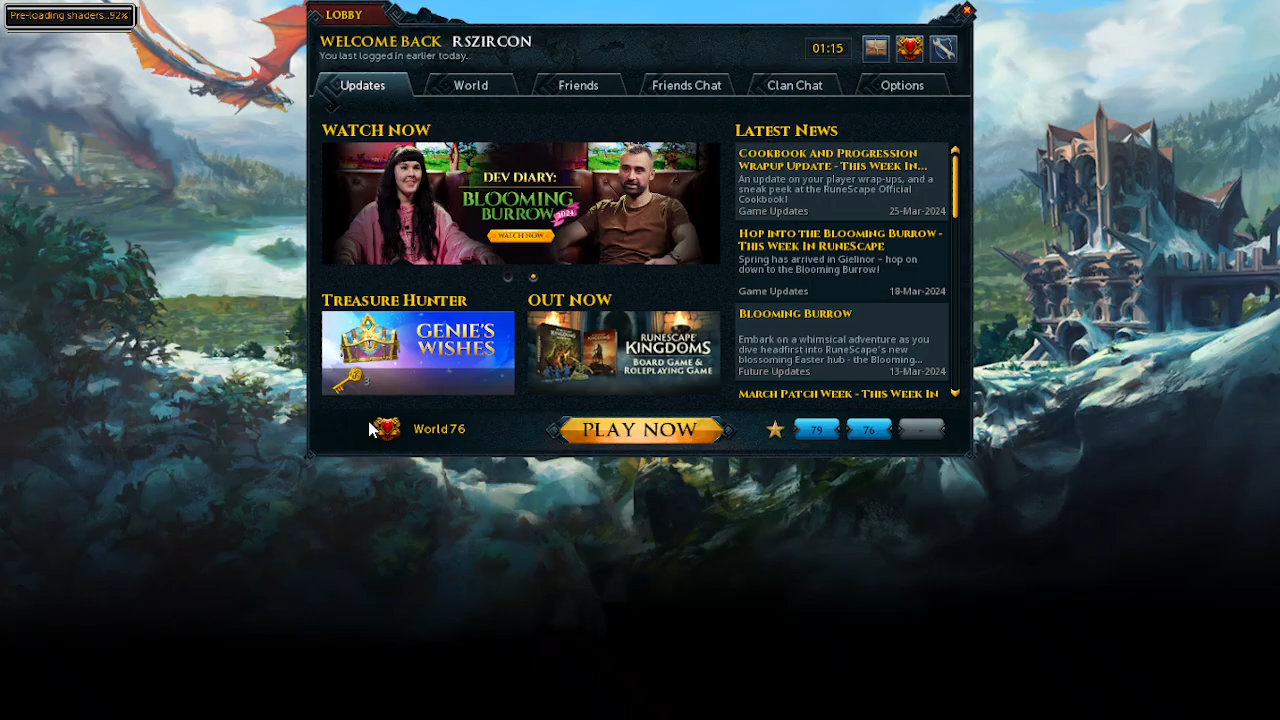 Pre-loading shaders..92%
LOBBY
WELCOME BACK RSZIRCON
You last logged in earlier today.
01:15
Updates
World
Friends
Friends Chat
Clan Chat
Options
WATCH NOW
DEV DIARY:
BLOOMING
BURROW
2024
WATCH NOW
LATEST NEWS
COOKBOOK AND PROGRESSION
WRAPUP UPDATE - THIS WEEK IN...
An update on your player wrap-ups, and a
sneak peek at the RuneScape Official
Cookbook!
Game Updates 25-Mar-2024
HOP INTO THE BLOOMING BURROW -
THIS WEEK IN RUNESCAPE
Spring has arrived in Gielinor – hop on
down to the Blooming Burrow!
Game Updates 18-Mar-2024
BLOOMING BURROW
Embark on a whimsical adventure as you
dive headfirst into RuneScape's new
blossoming Easter hub - the Blooming...
Future Updates 13-Mar-2024
MARCH PATCH WEEK - THIS WEEK IN
TREASURE HUNTER
GENIE'S
WISHES
3
OUT NOW
RUNESCAPE
KINGDOMS
BOARD GAME &
ROLEPLAYING GAME
World 76
PLAY NOW
79
76
-